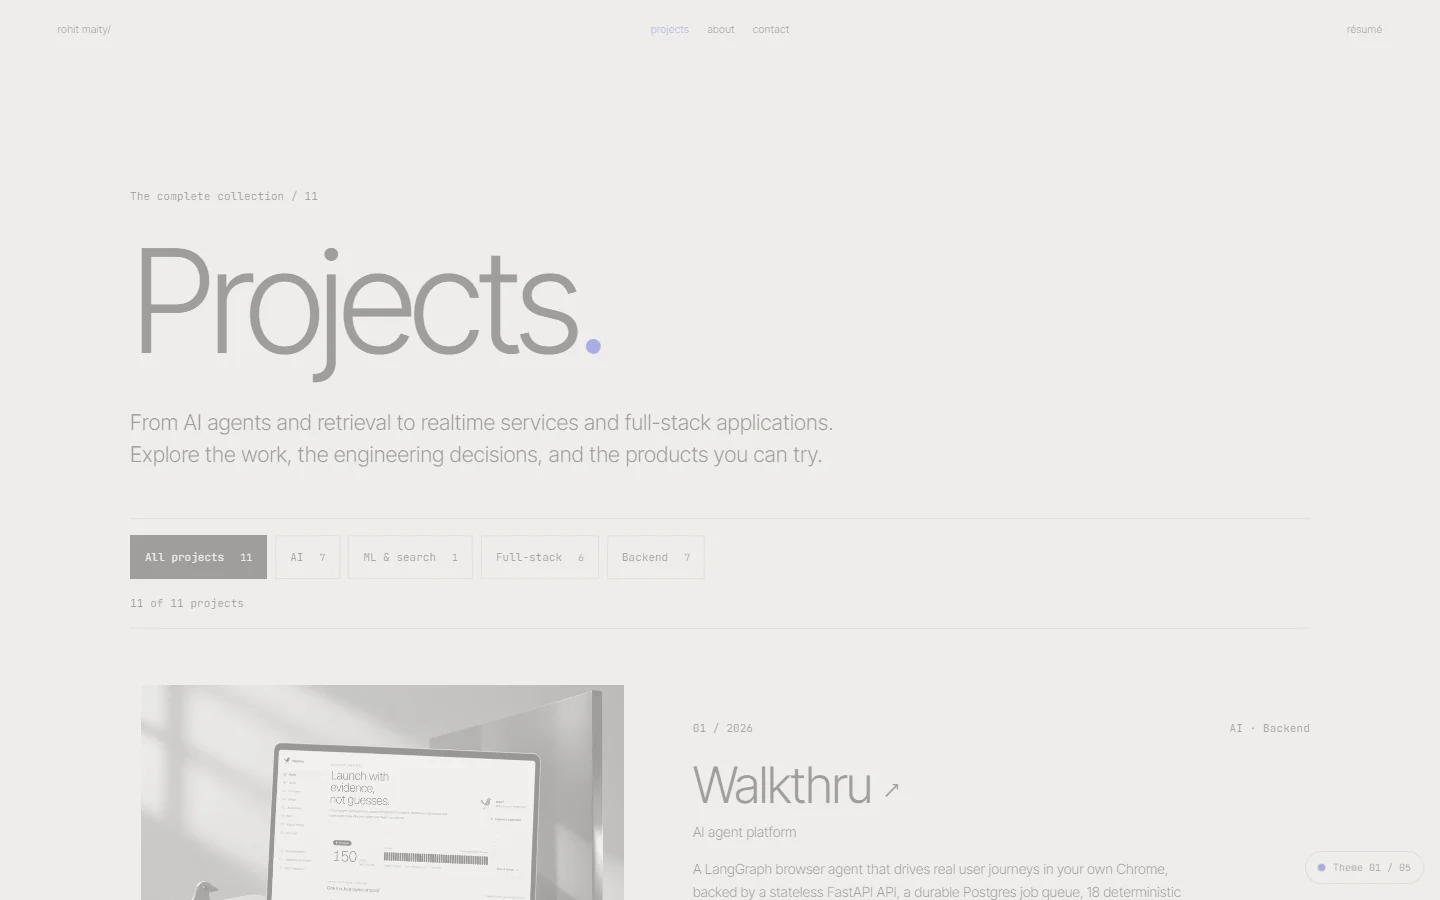 rohit maity/
projects about contact
résumé
The complete collection / 11
Projects.
From AI agents and retrieval to realtime services and full-stack applications.
Explore the work, the engineering decisions, and the products you can try.
All projects 11
AI 7
ML & search 1
Full-stack 6
Backend 7
11 of 11 projects
Launch with
evidence,
not guesses.
150
01 / 2026
AI · Backend
Walkthru ↗
AI agent platform
A LangGraph browser agent that drives real user journeys in your own Chrome,
backed by a stateless FastAPI API, a durable Postgres job queue, 18 deterministic
Theme 01 / 05